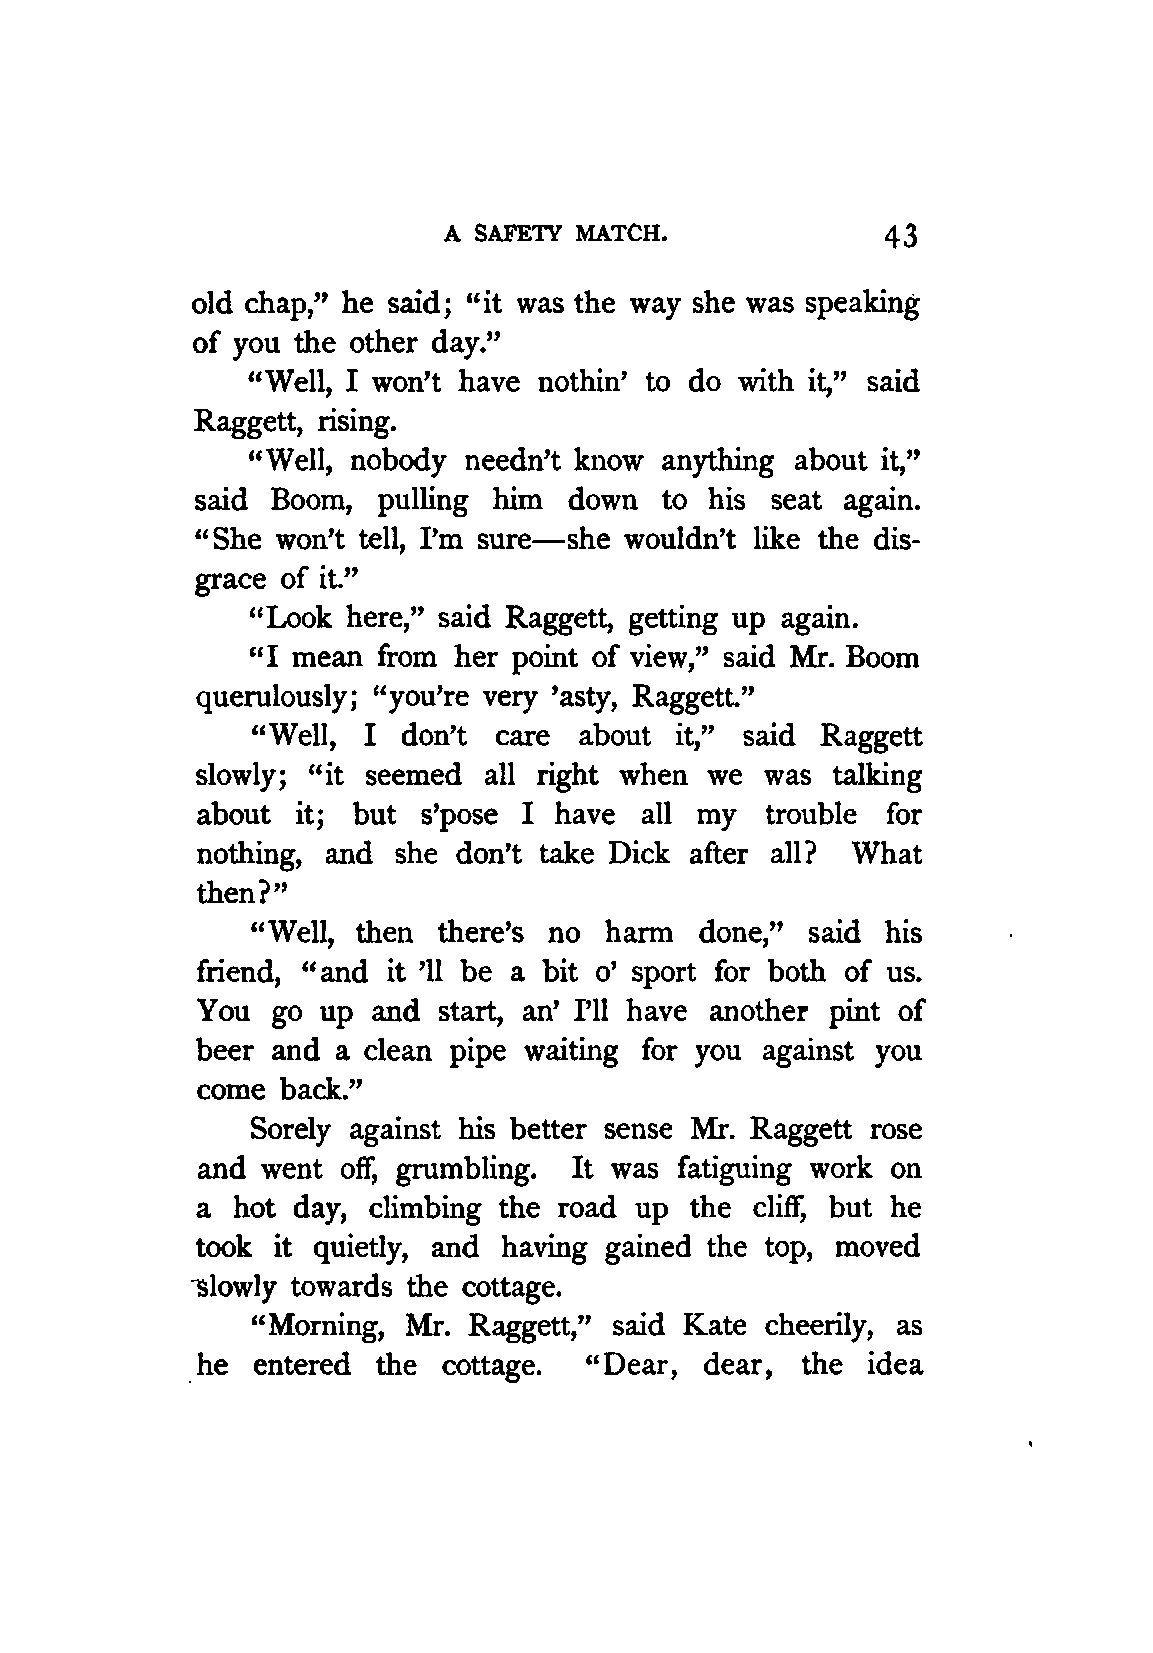 A SAFETY MATCH. 43
old chap,” he said; “it was the way she was speaking
of you the other day.”
“Well, I won’t have nothin’ to do with it,” said
Raggett, rising.
“Well, nobody needn’t know anything about it,”
said Boom, pulling him down to his seat again.
“She won’t tell, I’m sure—she wouldn’t like the dis-
grace of it.”
“Look here,” said Raggett, getting up again.
“I mean from her point of view,” said Mr. Boom
querulously; “you’re very ’asty, Raggett.”
“Well, I don’t care about it,” said Raggett
slowly; “it seemed all right when we was talking
about it; but s’pose I have all my trouble for
nothing, and she don’t take Dick after all? What
then?”
“Well, then there’s no harm done,” said his
friend, “and it ’ll be a bit o’ sport for both of us.
You go up and start, an’ I’ll have another pint of
beer and a clean pipe waiting for you against you
come back.”
Sorely against his better sense Mr. Raggett rose
and went off, grumbling. It was fatiguing work on
a hot day, climbing the road up the cliff, but he
took it quietly, and having gained the top, moved
slowly towards the cottage.
“Morning, Mr. Raggett,” said Kate cheerily, as
he entered the cottage. “Dear, dear, the idea